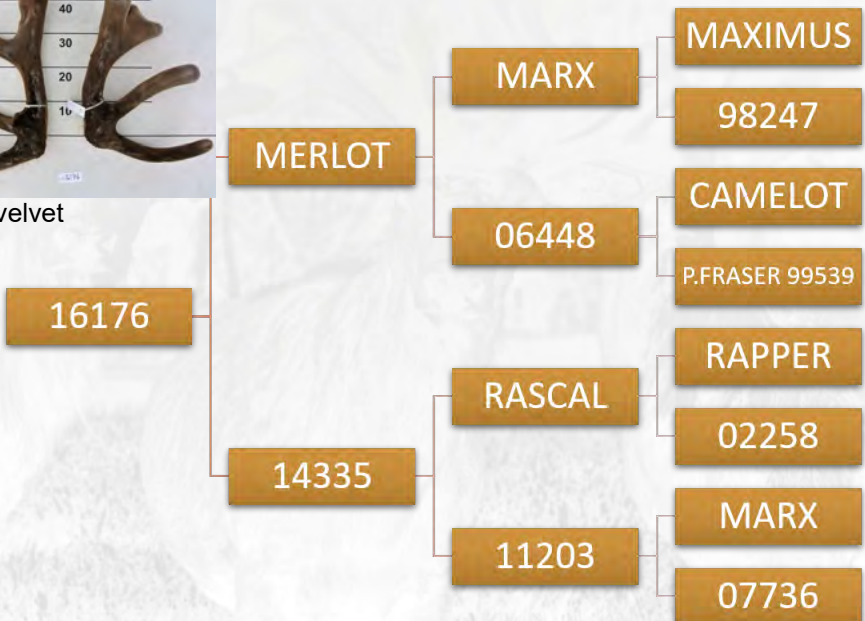 40
30
20
10
velvet
16176
MERLOT
14335
MARX
06448
RASCAL
11203
MAXIMUS
98247
CAMELOT
P.FRASER 99539
RAPPER
02258
MARX
07736